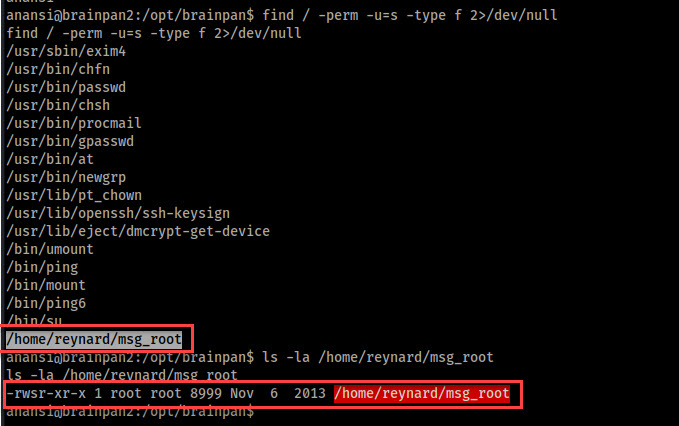 anansi@brainpan2:/opt/brainpan$ find / -perm -u=s -type f 2>/dev/null
find / -perm -u=s -type f 2>/dev/null
/usr/sbin/exim4
/usr/bin/chfn
/usr/bin/passwd
/usr/bin/chsh
/usr/bin/procmail
/usr/bin/gpasswd
/usr/bin/at
/usr/bin/newgrp
/usr/lib/pt_chown
/usr/lib/openssh/ssh-keysign
/usr/lib/eject/dmcrypt-get-device
/bin/umount
/bin/ping
/bin/mount
/bin/ping6
/bin/su
/home/reynard/msg_root
anansi@brainpan2:/opt/brainpan$ ls -la /home/reynard/msg_root
ls -la /home/reynard/msg_root
-rwsr-xr-x 1 root root 8999 Nov  6  2013 /home/reynard/msg_root
anansi@brainpan2:/opt/brainpan$